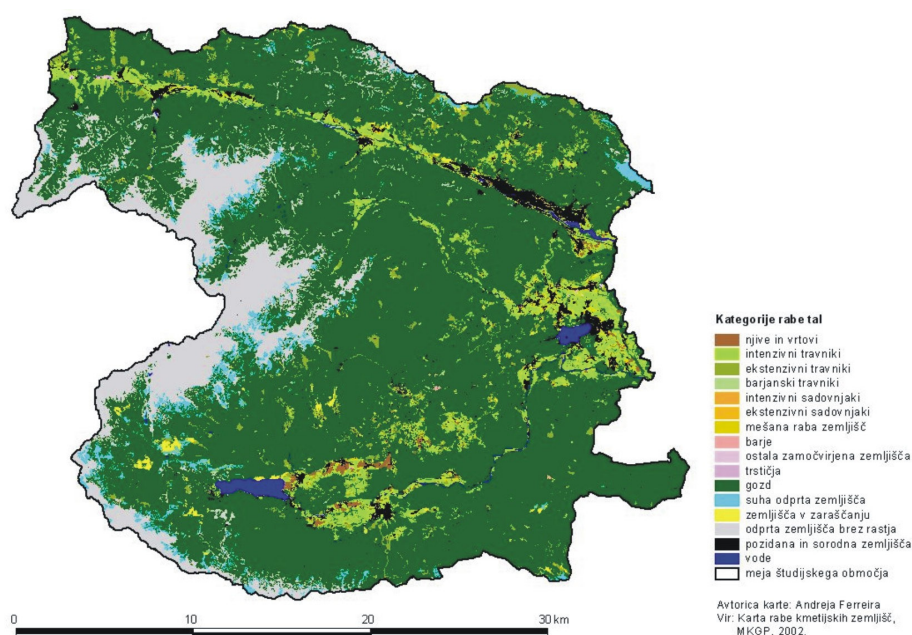 Kategorije rabe tal
njive in vrtovi
intenzivni travniki
ekstenzivni travniki
barjanski travniki
intenzivni sadovnjaki
ekstenzivni sadovnjaki
mešana raba zemljišč
barje
ostala zamočvirjena zemljišča
trstičja
gozd
suha odprta zemljišča
zemljišča v zaraščanju
odprta zemljišča brez rastja
pozidana in sorodna zemljišča
vode
meja študijskega območja
0 10 20 30 km
Avtorica karte: Andreja Ferreira
Vir: Karta rabe kmetijskih zemljišč,
MKGP, 2002.